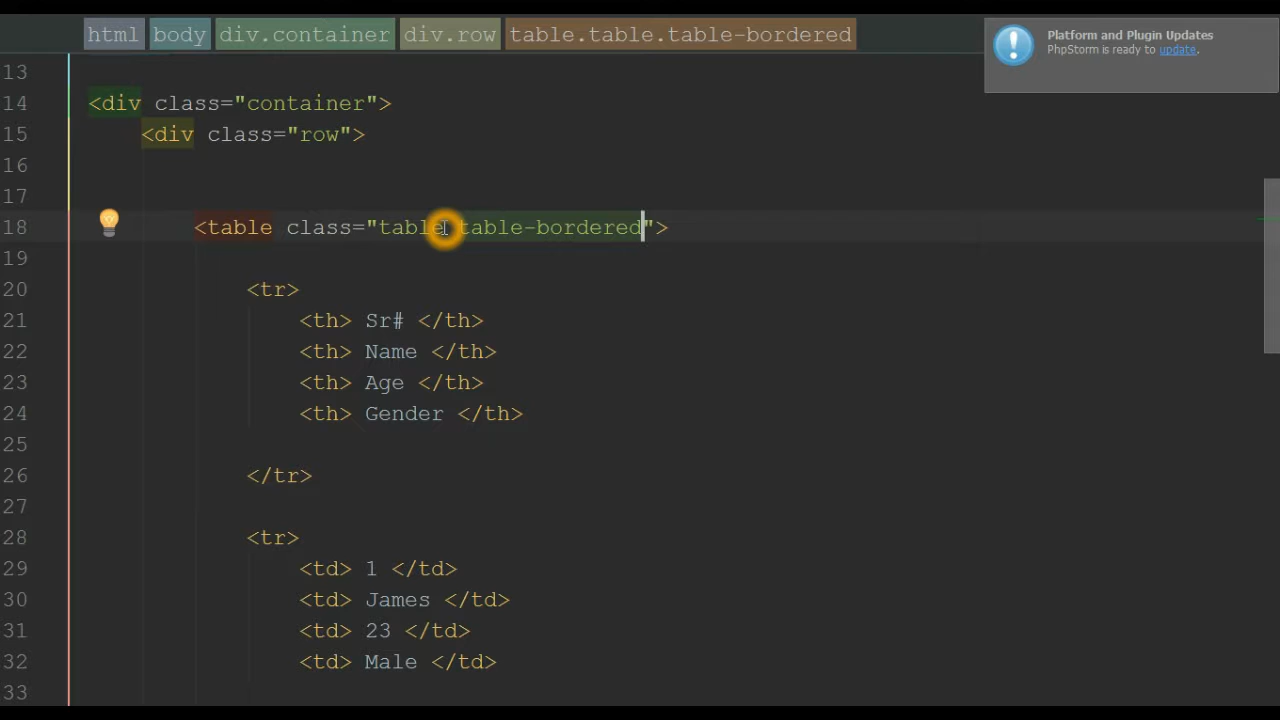 html body div.container div.row table.table.table-bordered
Platform and Plugin Updates
PhpStorm is ready to update.
13
14 <div class="container">
15 <div class="row">
16
17
18 <table class="table table-bordered">
19
20 <tr>
21 <th> Sr# </th>
22 <th> Name </th>
23 <th> Age </th>
24 <th> Gender </th>
25
26 </tr>
27
28 <tr>
29 <td> 1 </td>
30 <td> James </td>
31 <td> 23 </td>
32 <td> Male </td>
33